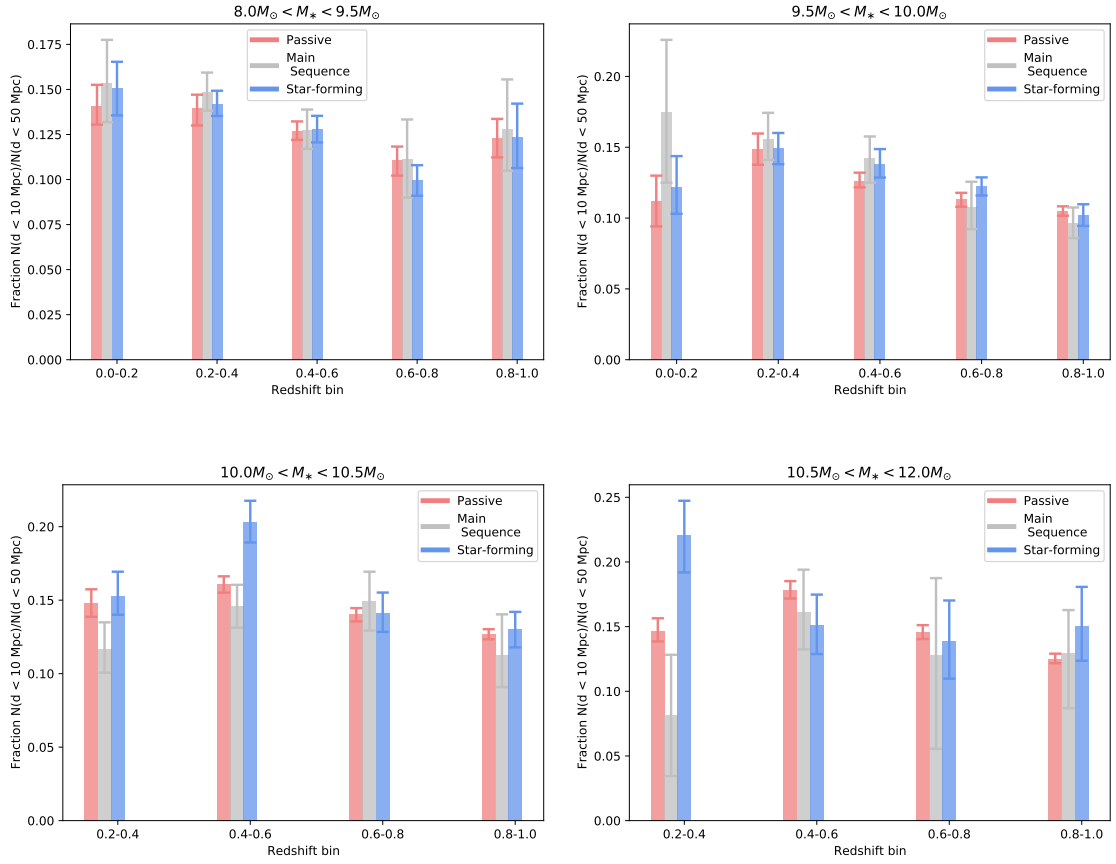 8.0M⊙ < M∗ < 9.5M⊙
Fraction N(d < 10 Mpc)/N(d < 50 Mpc)
0.175
0.150
0.125
0.100
0.075
0.050
0.025
0.000
Passive
Main
Sequence
Star-forming
0.0-0.2
0.2-0.4
0.4-0.6
0.6-0.8
0.8-1.0
Redshift bin
9.5M⊙ < M∗ < 10.0M⊙
Fraction N(d < 10 Mpc)/N(d < 50 Mpc)
0.20
0.15
0.10
0.05
0.00
Passive
Main
Sequence
Star-forming
0.0-0.2
0.2-0.4
0.4-0.6
0.6-0.8
0.8-1.0
Redshift bin
10.0M⊙ < M∗ < 10.5M⊙
Fraction N(d < 10 Mpc)/N(d < 50 Mpc)
0.20
0.15
0.10
0.05
0.00
Passive
Main
Sequence
Star-forming
0.2-0.4
0.4-0.6
0.6-0.8
0.8-1.0
Redshift bin
10.5M⊙ < M∗ < 12.0M⊙
Fraction N(d < 10 Mpc)/N(d < 50 Mpc)
0.25
0.20
0.15
0.10
0.05
0.00
Passive
Main
Sequence
Star-forming
0.2-0.4
0.4-0.6
0.6-0.8
0.8-1.0
Redshift bin